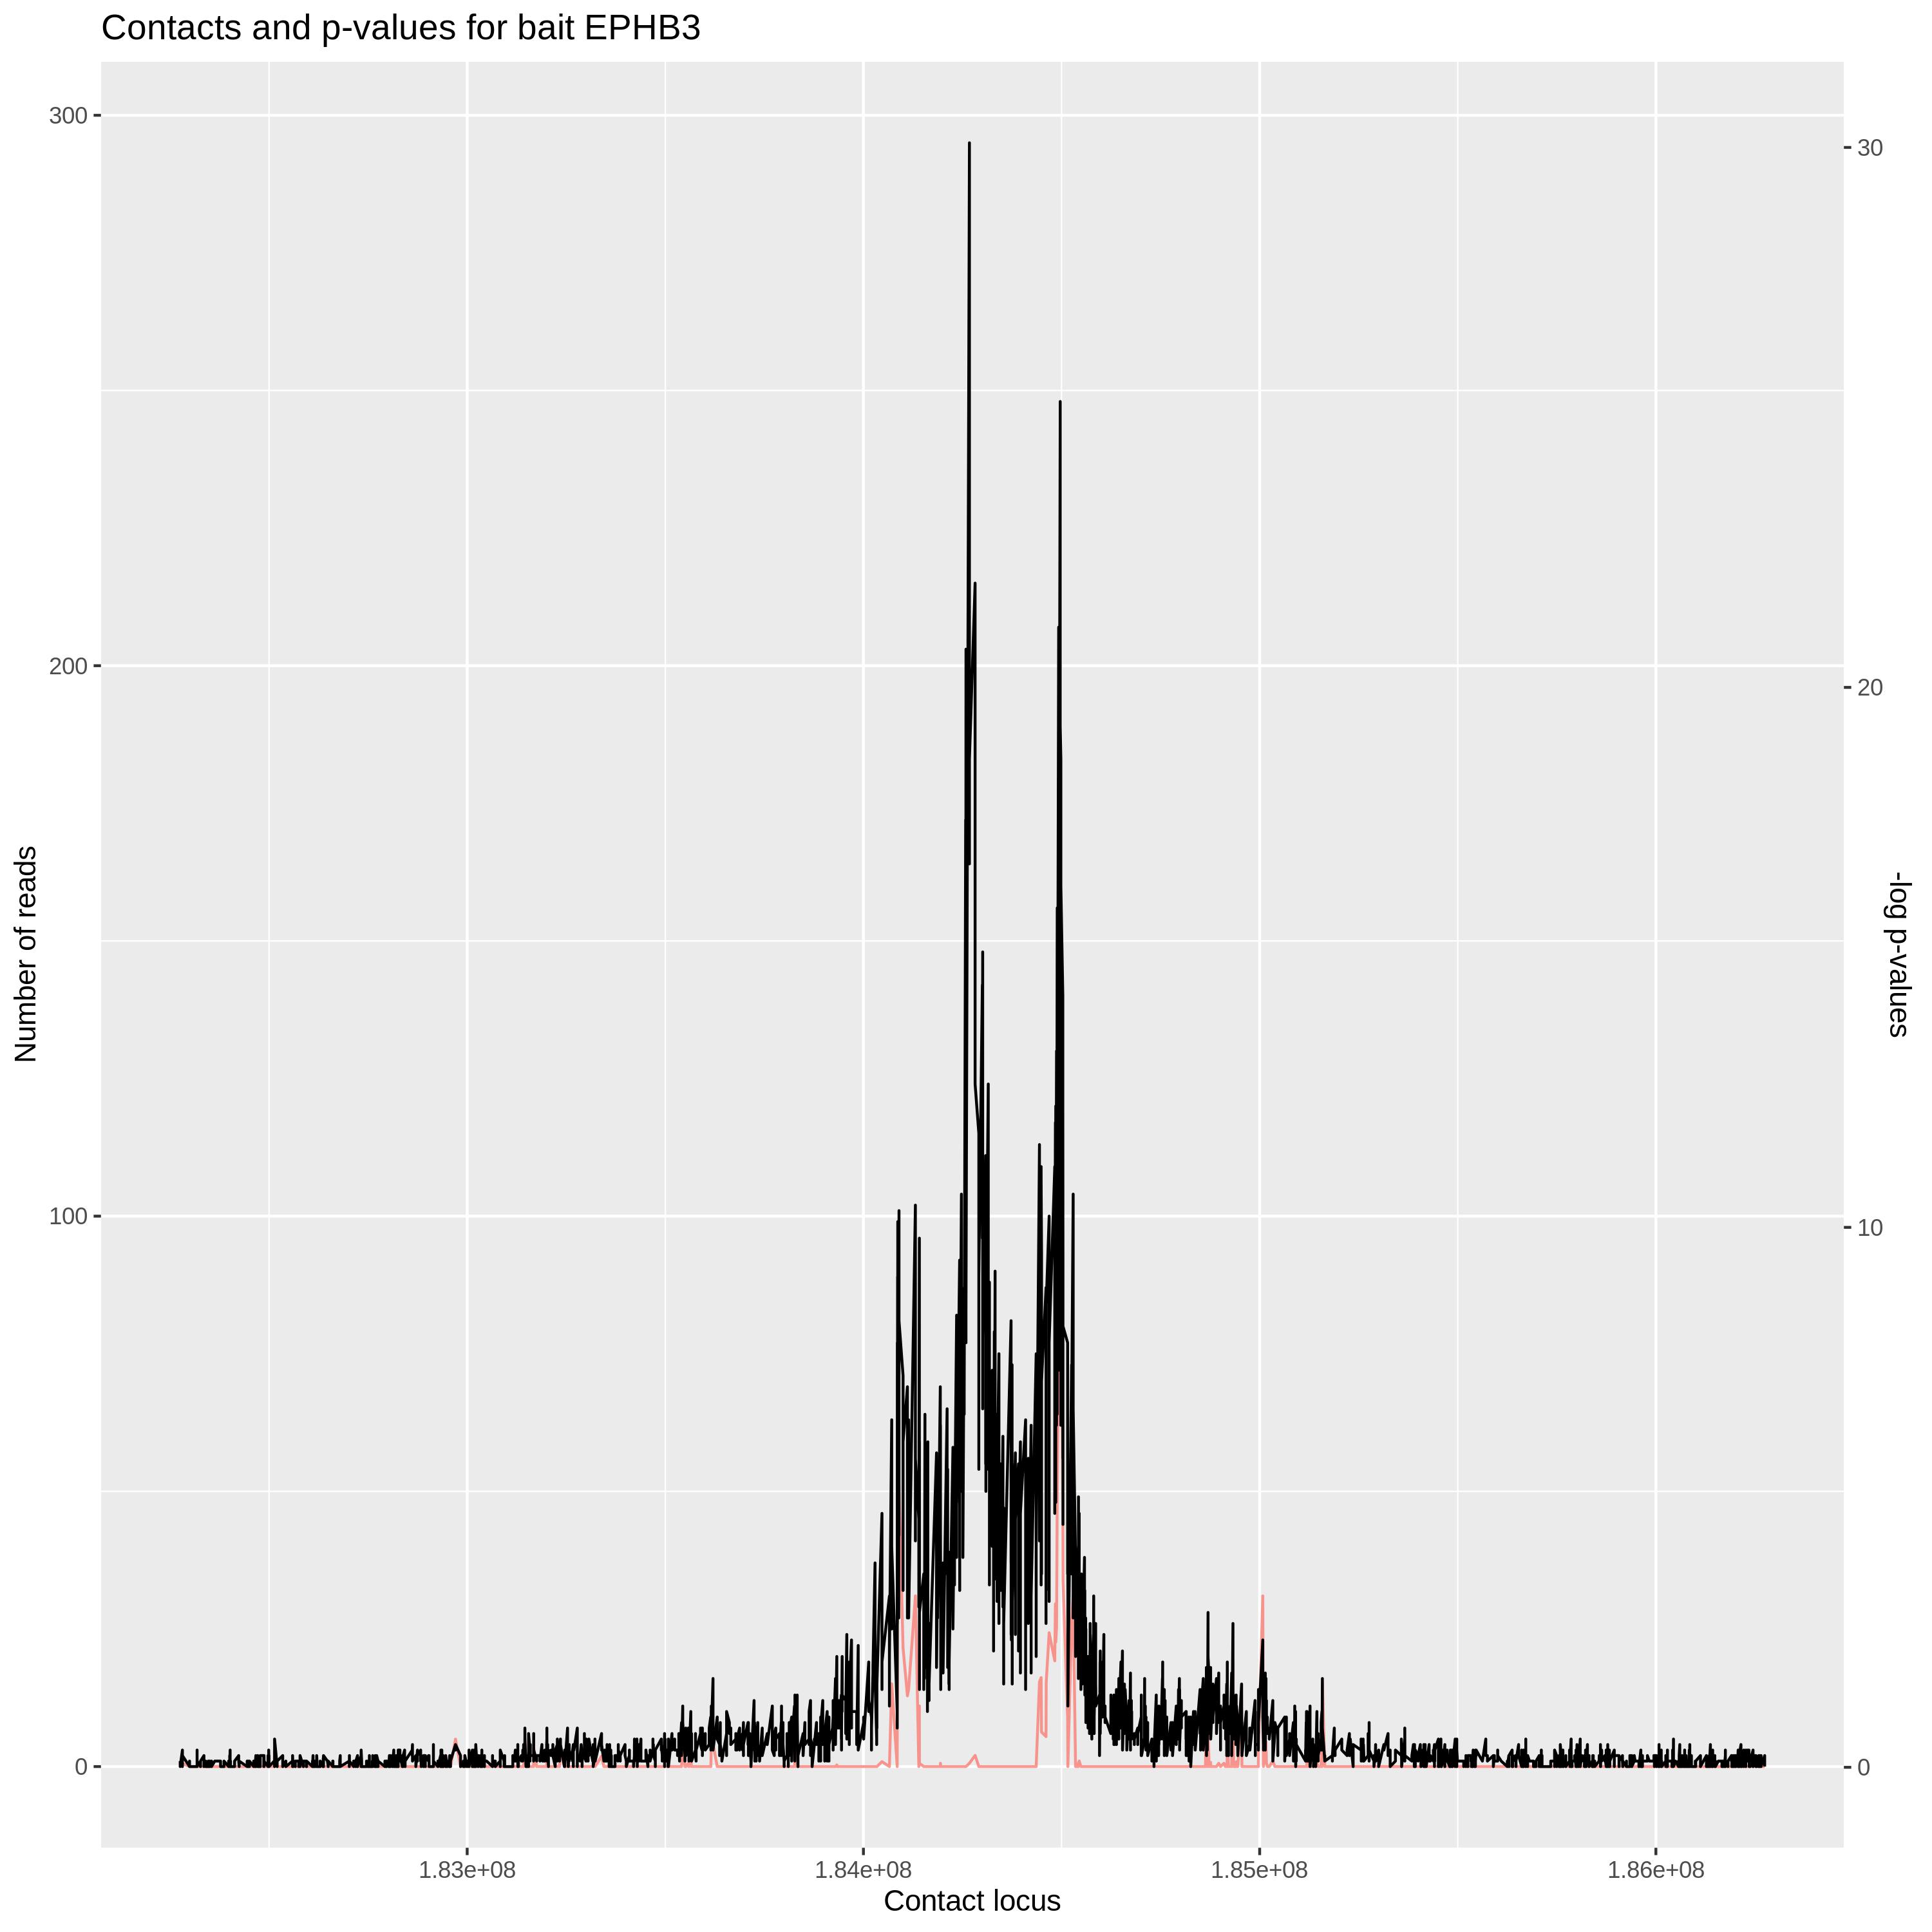 Contacts and p-values for bait EPHB3
300
200
100
0
30
20
10
0
Number of reads
-log p-values
1.83e+08 1.84e+08 1.85e+08 1.86e+08
Contact locus